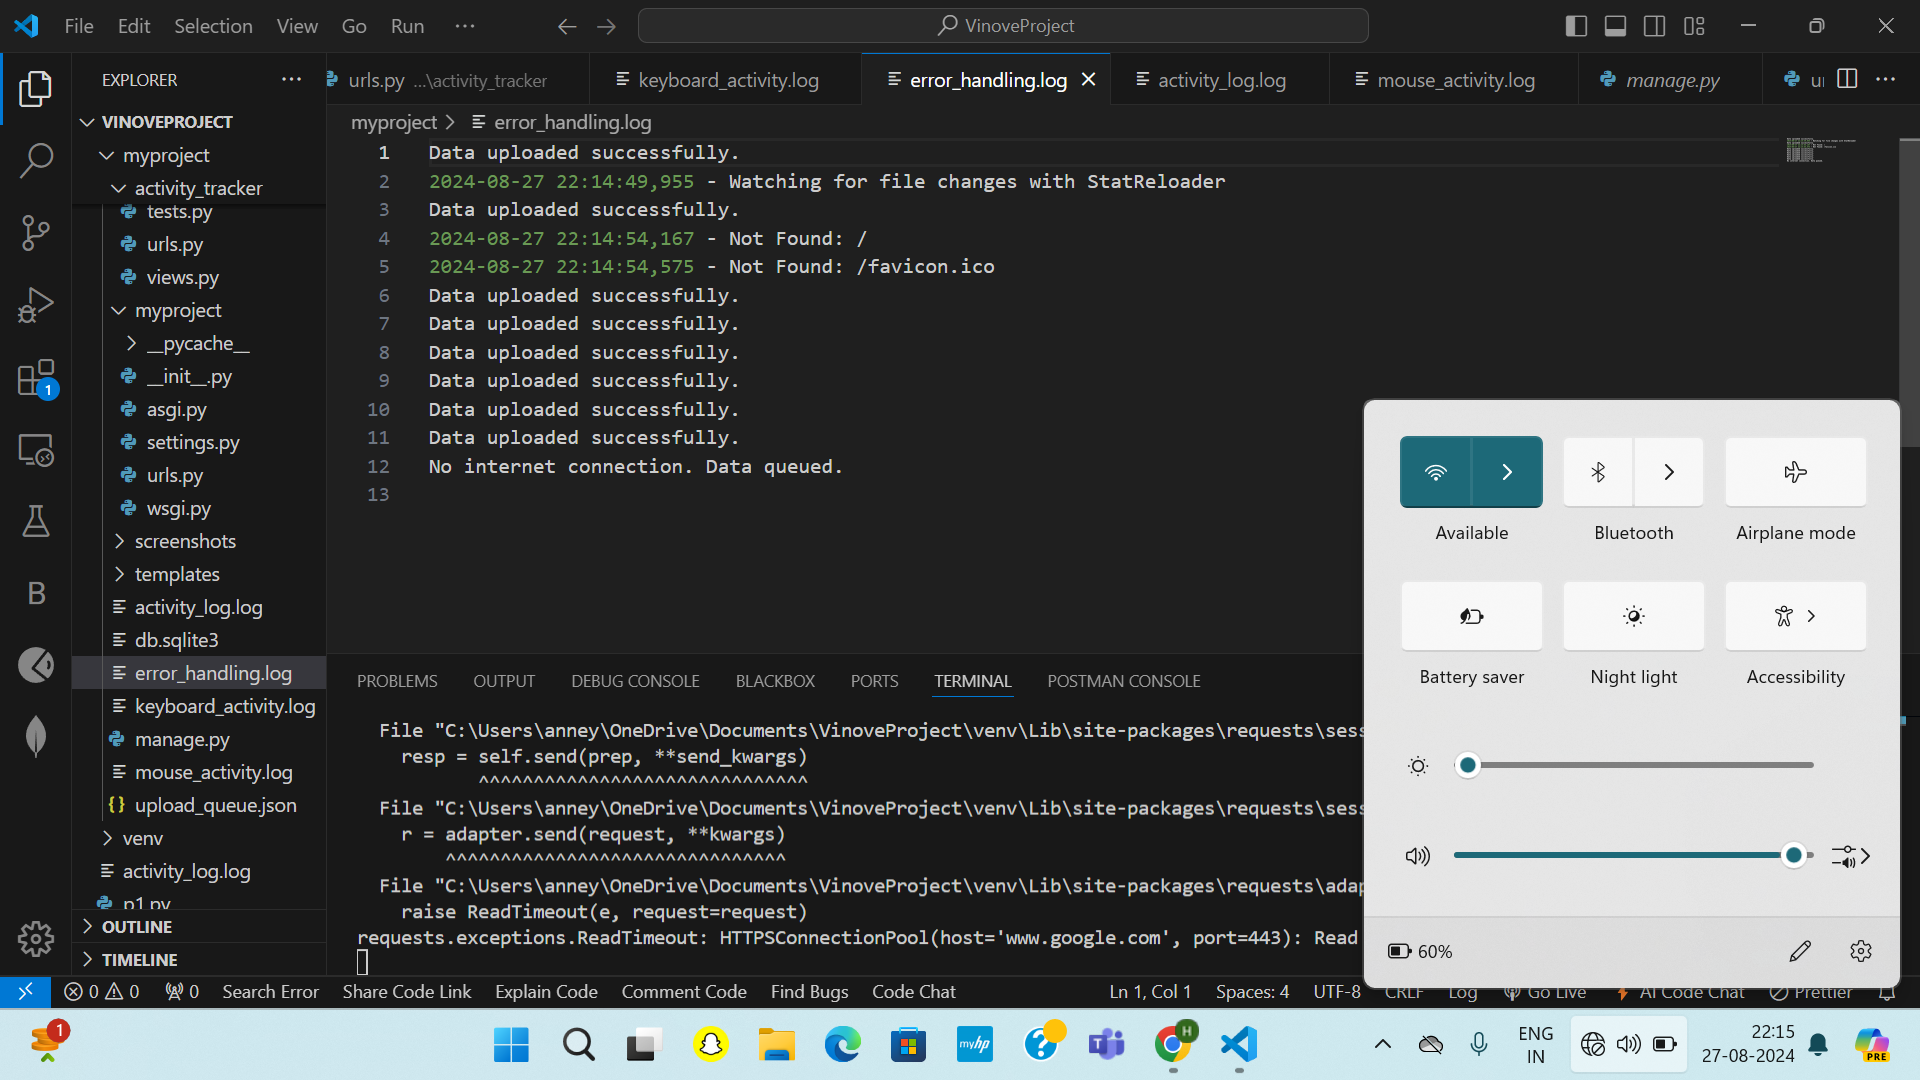 File Edit Selection View Go Run ...
VinoveProject
EXPLORER
urls.py ...\activity_tracker
keyboard_activity.log
error_handling.log
activity_log.log
mouse_activity.log
manage.py
VINOVEPROJECT
myproject
activity_tracker
tests.py
urls.py
views.py
myproject
__pycache__
__init__.py
asgi.py
settings.py
urls.py
wsgi.py
screenshots
templates
activity_log.log
db.sqlite3
error_handling.log
keyboard_activity.log
manage.py
mouse_activity.log
upload_queue.json
venv
activity_log.log
p1.py
OUTLINE
TIMELINE
1
B
myproject > error_handling.log
1 Data uploaded successfully.
2 2024-08-27 22:14:49,955 - Watching for file changes with StatReloader
3 Data uploaded successfully.
4 2024-08-27 22:14:54,167 - Not Found: /
5 2024-08-27 22:14:54,575 - Not Found: /favicon.ico
6 Data uploaded successfully.
7 Data uploaded successfully.
8 Data uploaded successfully.
9 Data uploaded successfully.
10 Data uploaded successfully.
11 Data uploaded successfully.
12 No internet connection. Data queued.
13
PROBLEMS OUTPUT DEBUG CONSOLE BLACKBOX PORTS TERMINAL POSTMAN CONSOLE
File "C:\Users\anney\OneDrive\Documents\VinoveProject\venv\Lib\site-packages\requests\sess
resp = self.send(prep, **send_kwargs)
^^^^^^^^^^^^^^^^^^^^^^^^^^^^^^
File "C:\Users\anney\OneDrive\Documents\VinoveProject\venv\Lib\site-packages\requests\sess
r = adapter.send(request, **kwargs)
^^^^^^^^^^^^^^^^^^^^^^^^^^^^^^^
File "C:\Users\anney\OneDrive\Documents\VinoveProject\venv\Lib\site-packages\requests\adap
raise ReadTimeout(e, request=request)
requests.exceptions.ReadTimeout: HTTPSConnectionPool(host='www.google.com', port=443): Read
Available
Bluetooth
Airplane mode
Battery saver
Night light
Accessibility
60%
0 0 0 Search Error Share Code Link Explain Code Comment Code Find Bugs Code Chat
Ln 1, Col 1 Spaces: 4 UTF-8 CRLF Log Go Live AI Code Chat Prettier
1
myhp
T
H
ENG
IN
22:15
27-08-2024
PRE